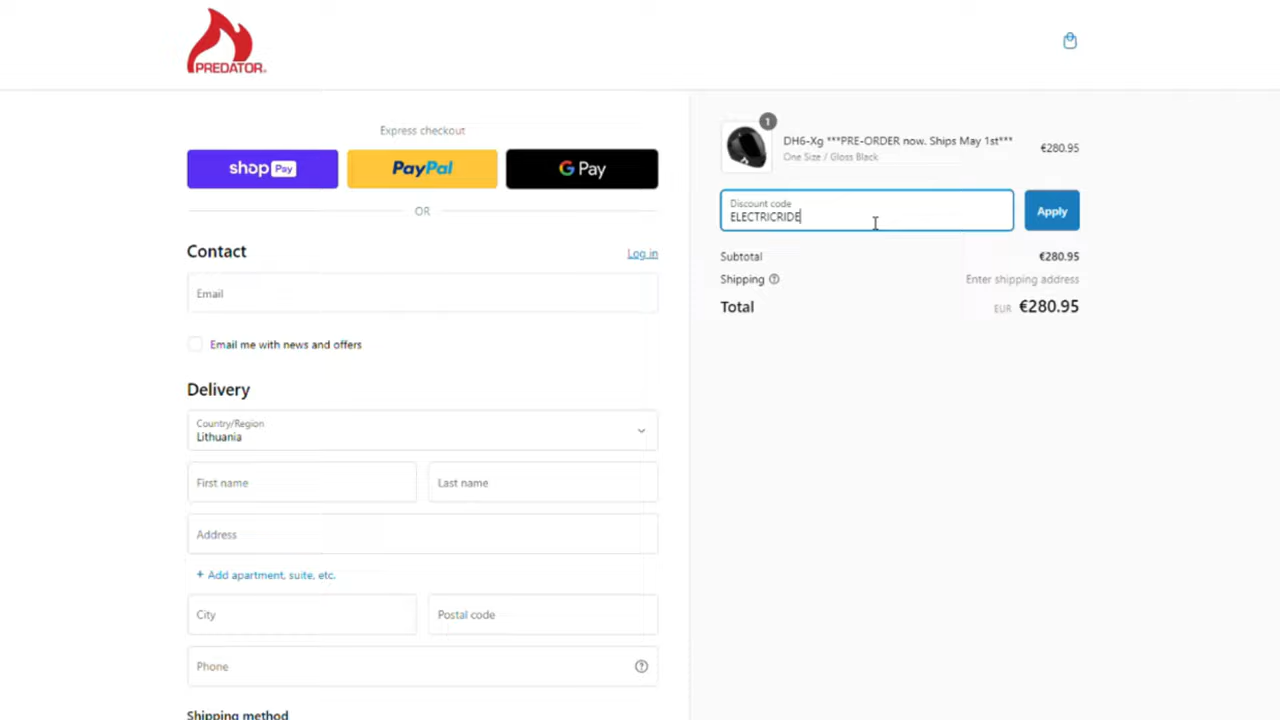 PREDATOR
Express checkout
shop Pay
PayPal
G Pay
OR
Contact
Log in
Email
Email me with news and offers
Delivery
Country/Region
Lithuania
First name
Last name
Address
+ Add apartment, suite, etc.
City
Postal code
Phone
Shipping method
1
DH6-Xg ***PRE-ORDER now. Ships May 1st***
One Size / Gloss Black
€280.95
Discount code
ELECTRICRIDE
Apply
Subtotal
€280.95
Shipping
Enter shipping address
Total
EUR €280.95